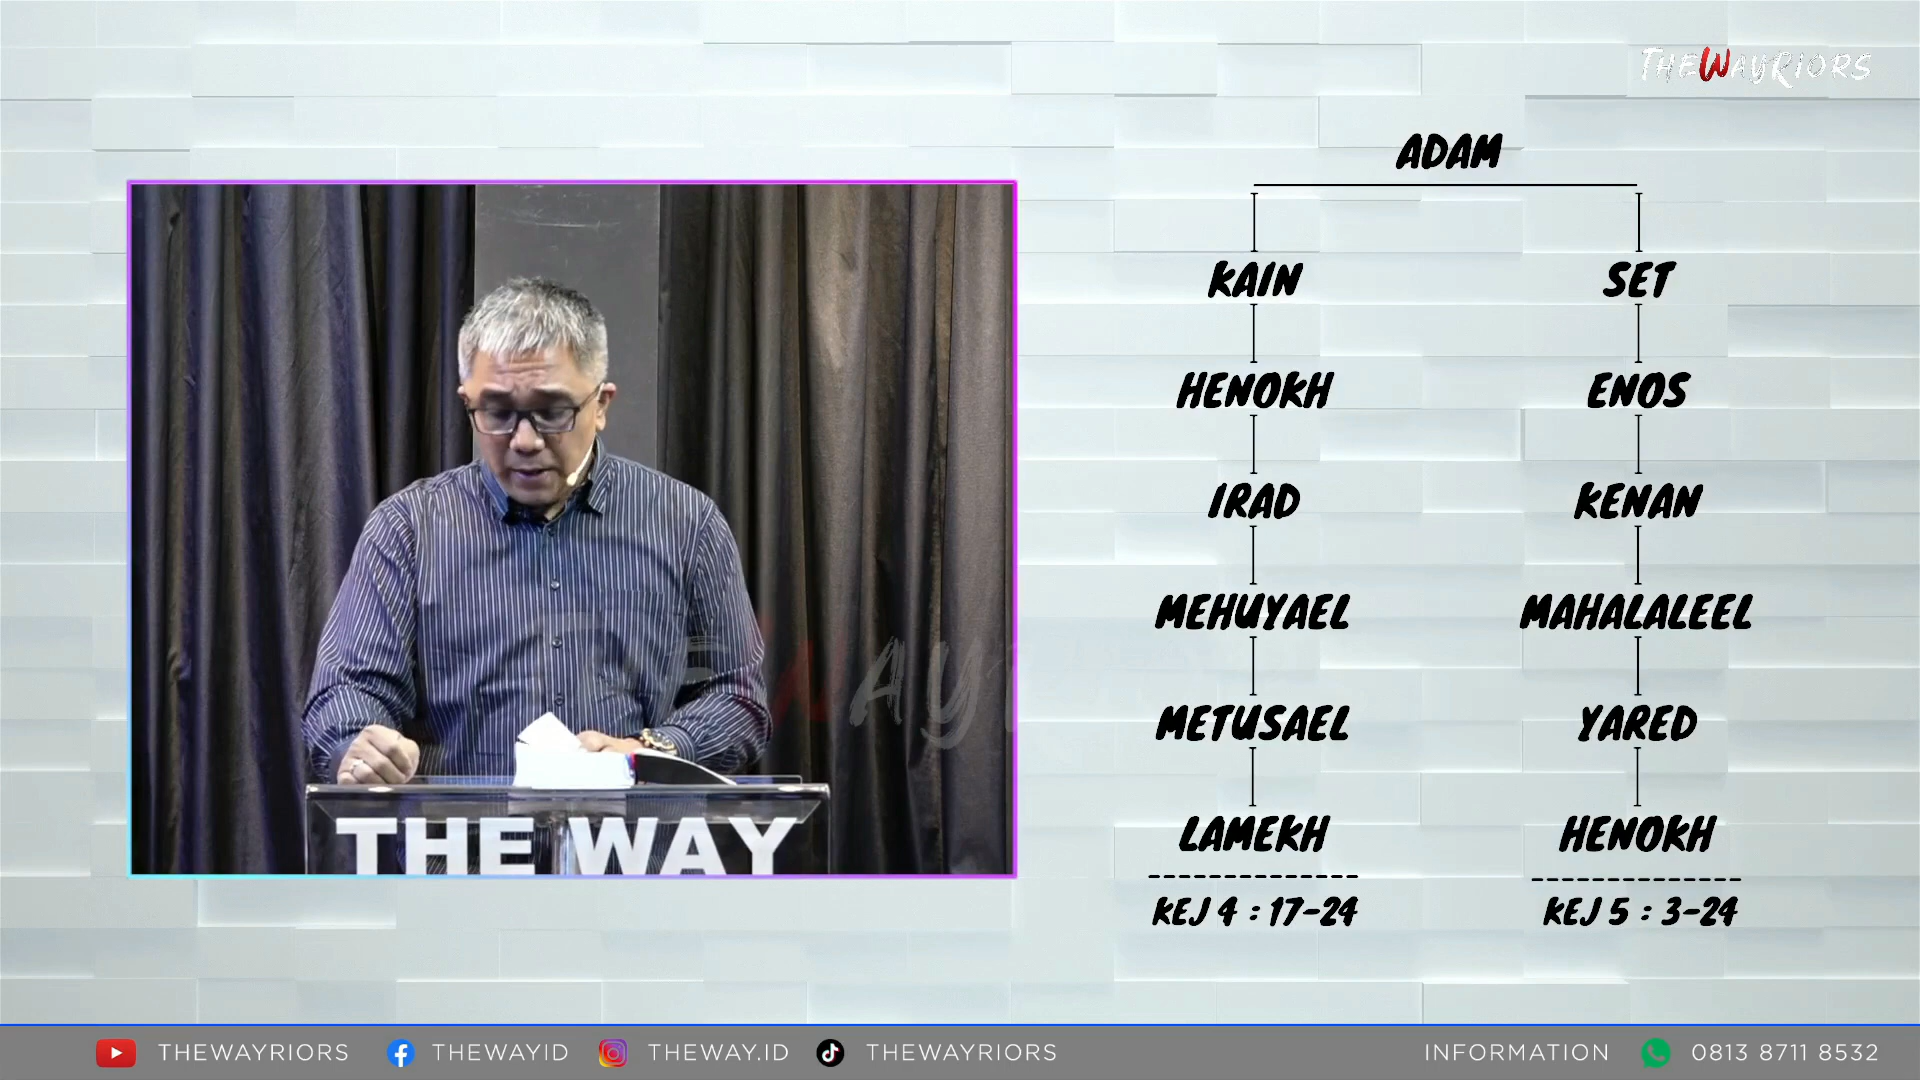 THEWAYRIORS
ADAM
KAIN SET
HENOKH ENOS
IRAD KENAN
MEHUYAEL MAHALALEEL
METUSAEL YARED
LAMEKH HENOKH
KEJ 4 : 17-24 KEJ 5 : 3-24
THE WAY
THEWAYRIORS THEWAYID THEWAY.ID THEWAYRIORS INFORMATION 0813 8711 8532